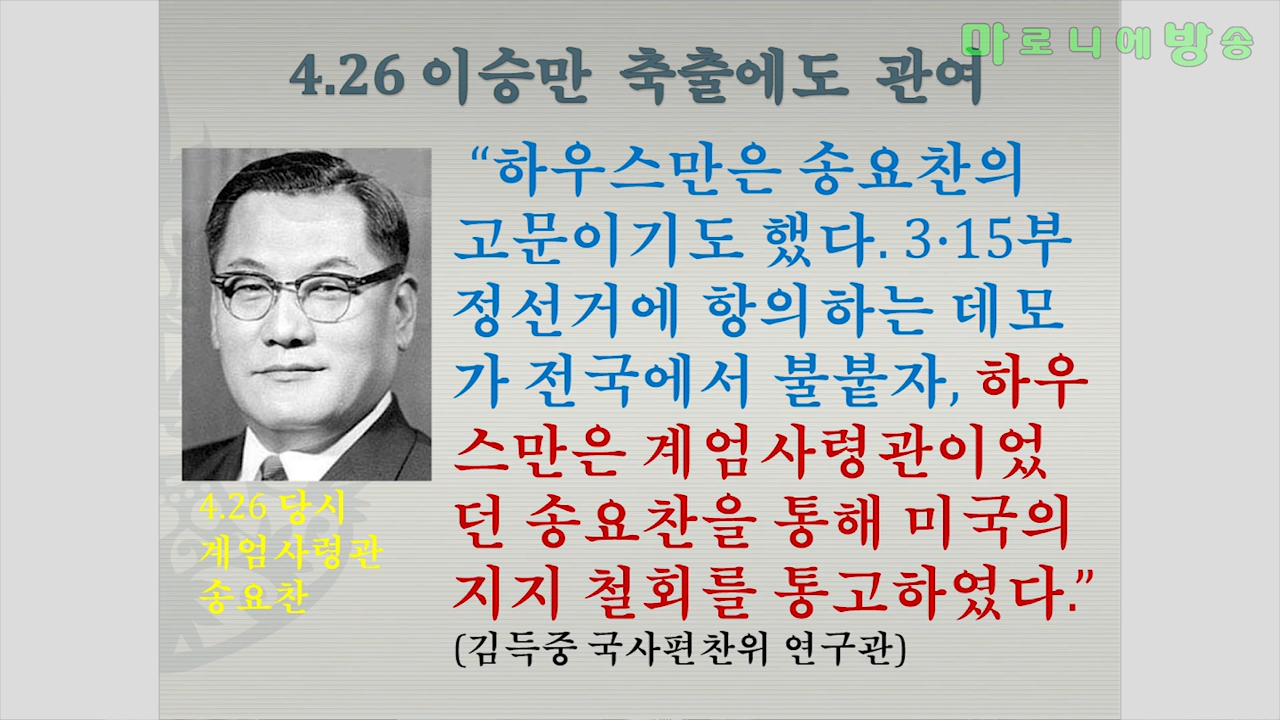 마로니에방송
4.26 이승만 축출에도 관여
“하우스만은 송요찬의
고문이기도 했다. 3·15부
정선거에 항의하는 데모
가 전국에서 불붙자, 하우
스만은 계엄사령관이었
던 송요찬을 통해 미국의
지지 철회를 통고하였다.”
(김득중 국사편찬위 연구관)
4.26 당시
계엄사령관
송요찬